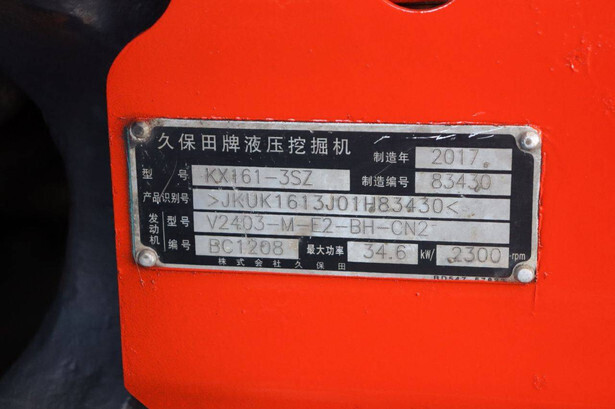 久保田牌液压挖掘机 制造年 2017.
型号 KX161-3SZ 制造编号 83430
产品识别号 >JKUK1613J01H83430<
发动机 型号 V2403-M-E2-BH-CN2
编号 BC1208 最大功率 34.6 kW/ 2300 rpm
株式会社久保田